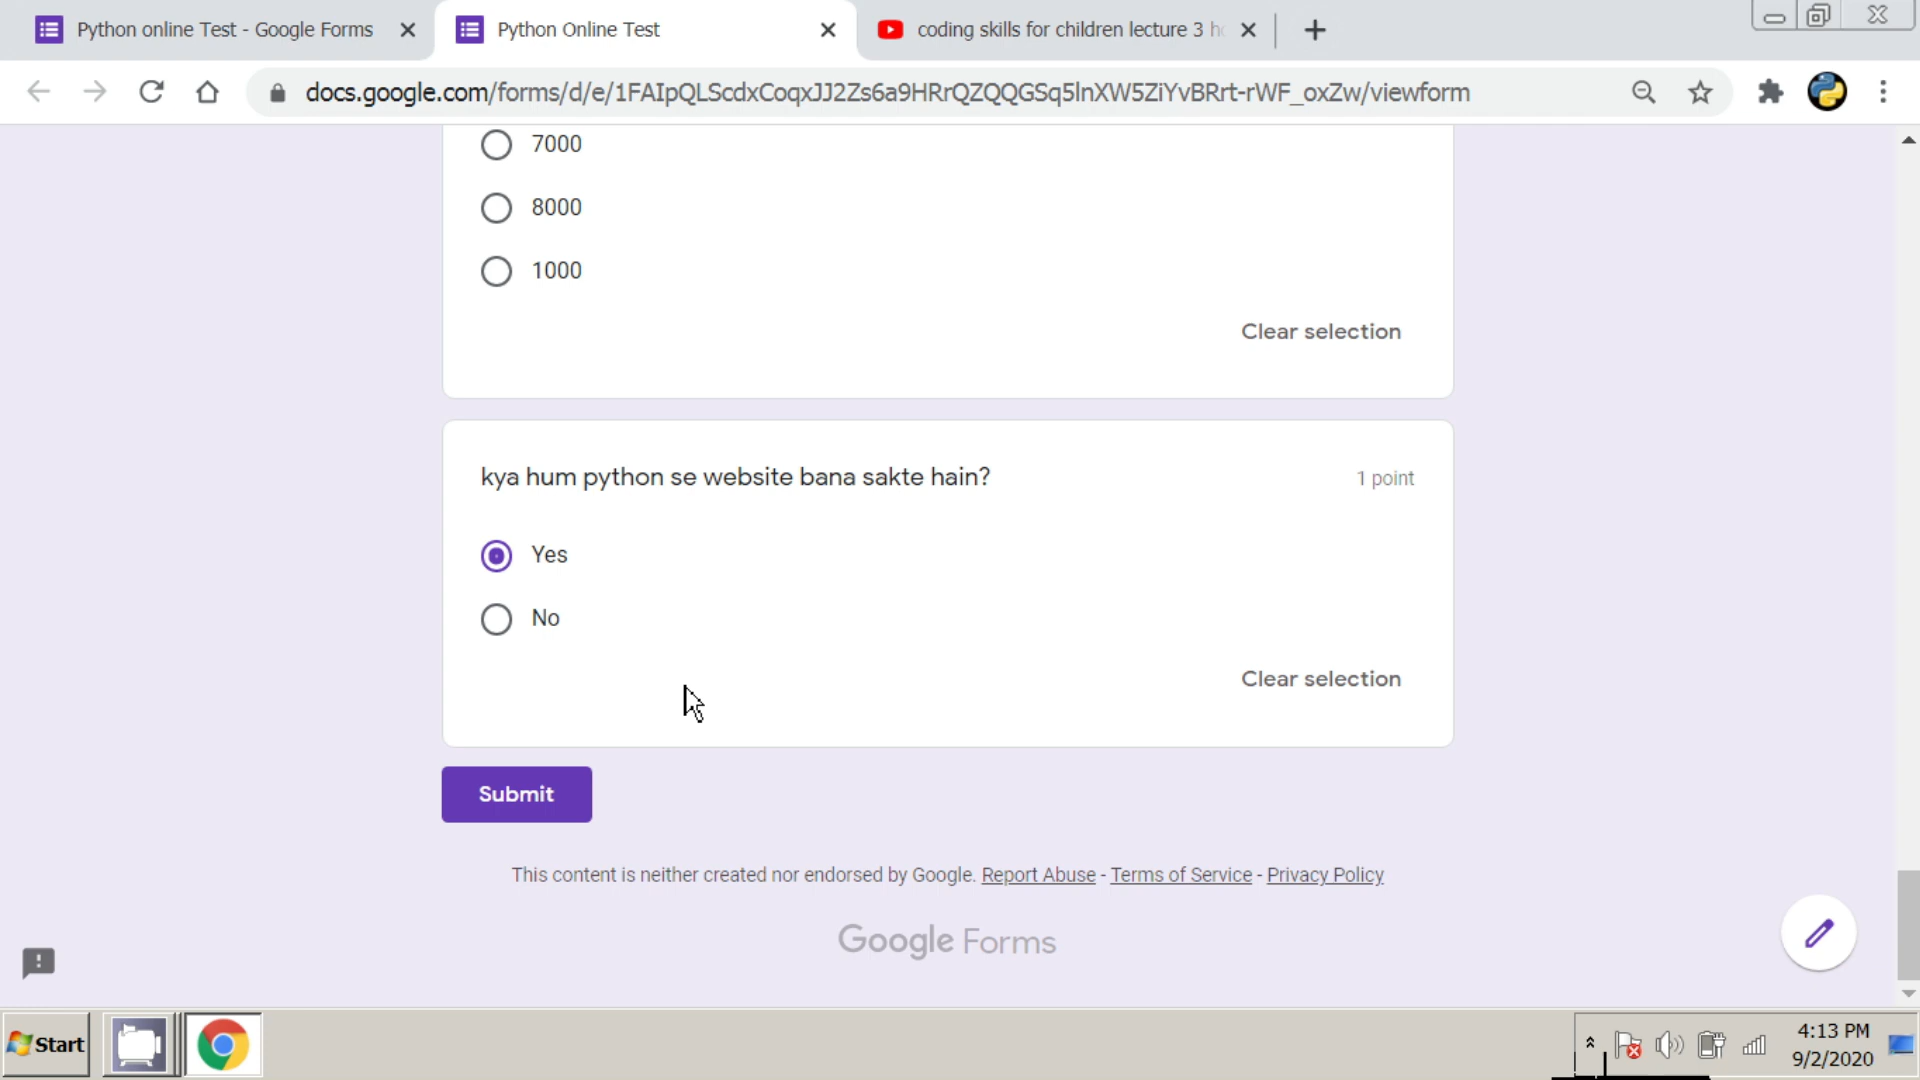 Python online Test - Google Forms
Python Online Test
coding skills for children lecture 3
docs.google.com/forms/d/e/1FAIpQLScdxCoqxJJ2Zs6a9HRrQZQQGSq5lnXW5ZiYvBRrt-rWF_oxZw/viewform
7000
8000
1000
Clear selection
kya hum python se website bana sakte hain?
1 point
Yes
No
Clear selection
Submit
This content is neither created nor endorsed by Google. Report Abuse - Terms of Service - Privacy Policy
Google Forms
Start
4:13 PM
9/2/2020